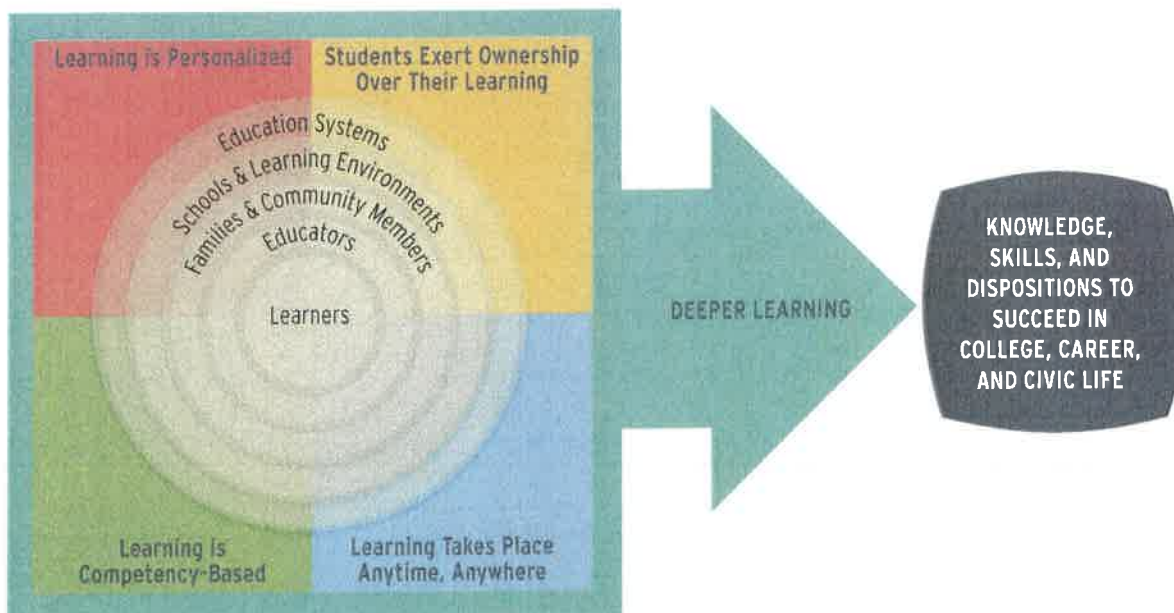 Learning is Personalized
Students Exert Ownership
Over Their Learning
Education Systems
Schools & Learning Environments
Families & Community Members
Educators
Learners
Learning is
Competency-Based
Learning Takes Place
Anytime, Anywhere
DEEPER LEARNING
KNOWLEDGE,
SKILLS, AND
DISPOSITIONS TO
SUCCEED IN
COLLEGE, CAREER,
AND CIVIC LIFE